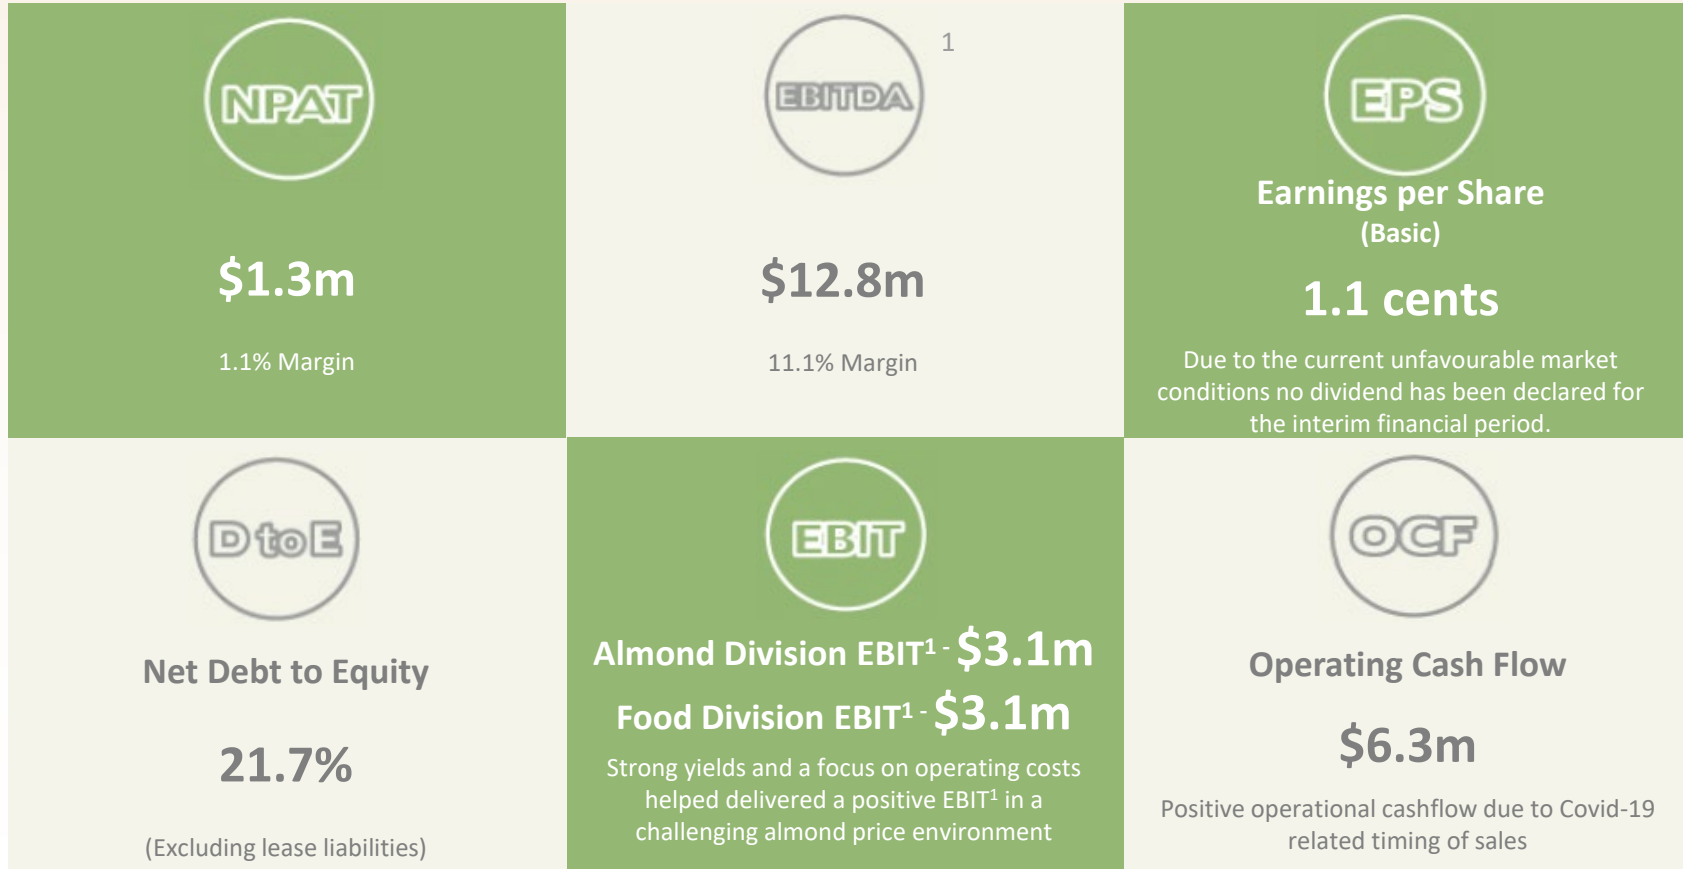 NPAT
$1.3m
1.1% Margin
EBITDA 1
$12.8m
11.1% Margin
EPS
Earnings per Share
(Basic)
1.1 cents
Due to the current unfavourable market
conditions no dividend has been declared for
the interim financial period.
D to E
Net Debt to Equity
21.7%
(Excluding lease liabilities)
EBIT
Almond Division EBIT¹ - $3.1m
Food Division EBIT¹ - $3.1m
Strong yields and a focus on operating costs
helped delivered a positive EBIT¹ in a
challenging almond price environment
OCF
Operating Cash Flow
$6.3m
Positive operational cashflow due to Covid-19
related timing of sales